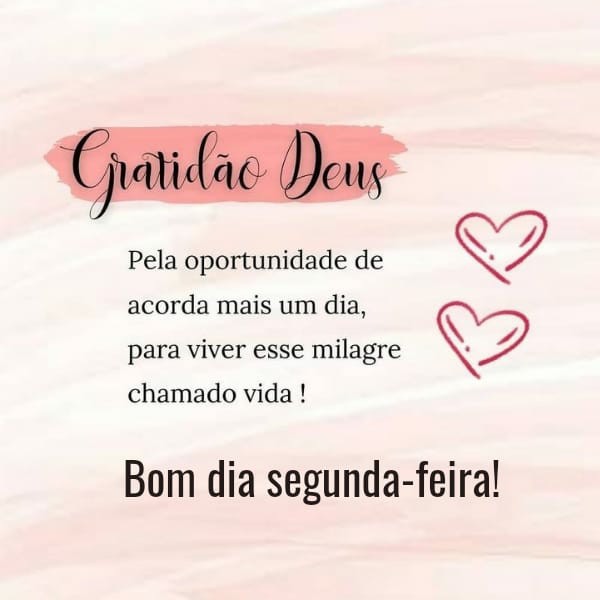 Gratidão Deus
Pela oportunidade de
acorda mais um dia,
para viver esse milagre
chamado vida !
Bom dia segunda-feira!